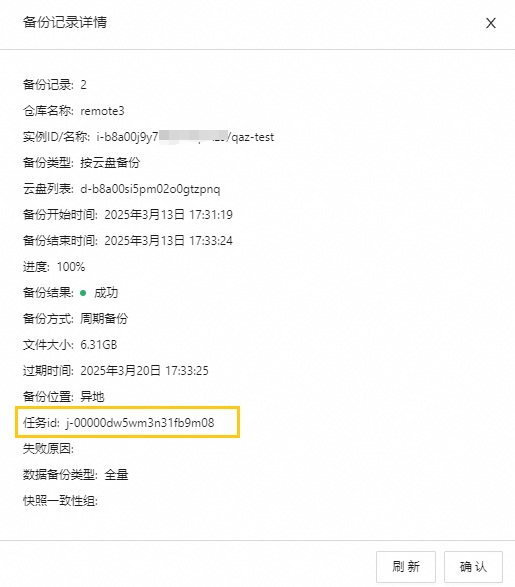 备份记录详情
备份记录: 2
仓库名称: remote3
实例ID/名称: i-b8a00j9y7 /qaz-test
备份类型: 按云盘备份
云盘列表: d-b8a00si5pm02o0gtzpnq
备份开始时间: 2025年3月13日 17:31:19
备份结束时间: 2025年3月13日 17:33:24
进度: 100%
备份结果: 成功
备份方式: 周期备份
文件大小: 6.31GB
过期时间: 2025年3月20日 17:33:25
备份位置: 异地
任务id: j-00000dw5wm3n31fb9m08
失败原因:
数据备份类型: 全量
快照一致性组:
刷 新
确 认